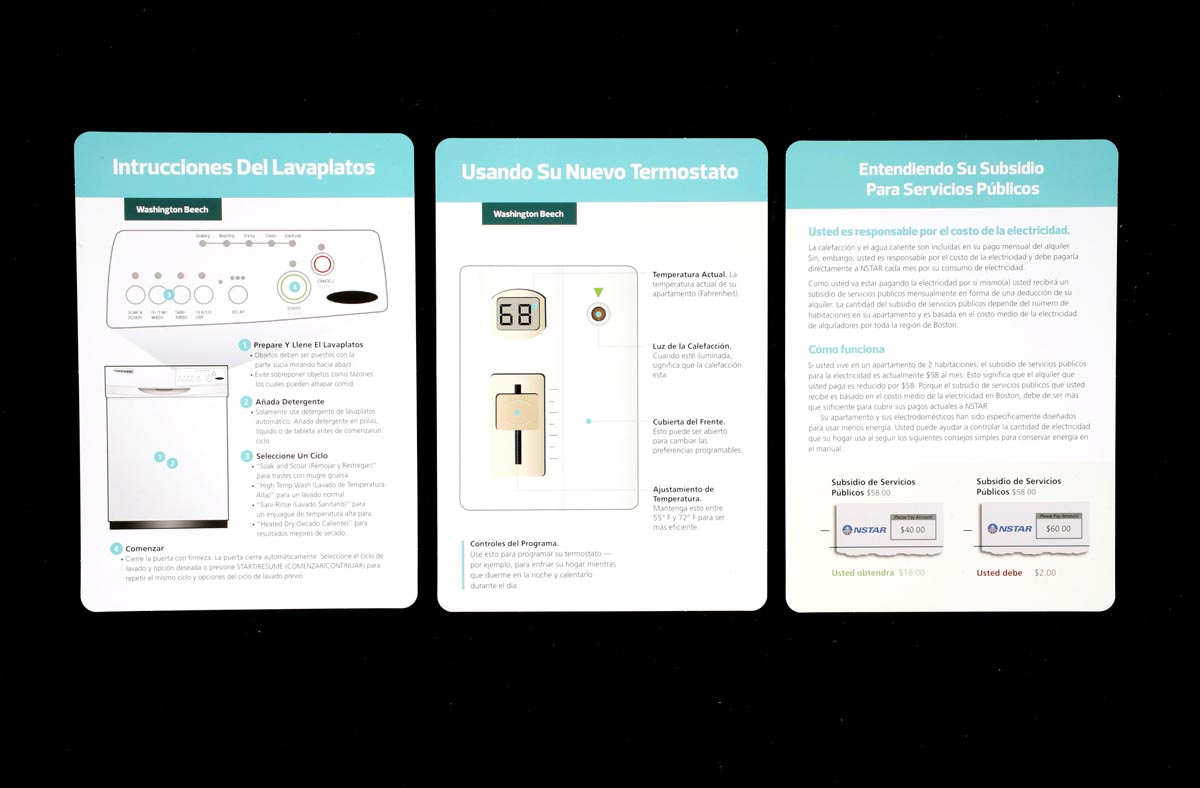 Intrucciones Del Lavaplatos
Washington Beech
Soaking Washing Drying Clean Sanitized
CANCELL
SOAK & SCOUR
HI-TEMP WASH
SANI-RINSE
HEATED DRY
DELAY
START
3
4
1 Prepare Y Llene El Lavaplatos
• Objetos deben ser puestos con la
parte sucia mirando hacia abajo.
• Evite sobreponer objetos como tazones
los cuales pueden atrapar comid.
2 Añada Detergente
• Solamente use detergente de lavaplatos
automático. Añada detergente en polvo,
líquido o de tableta antes de comenzarun
ciclo.
1
2
3 Seleccione Un Ciclo
• “Soak and Scour (Remojar y Restregar)”
para trastes con mugre gruesa
• “High Temp Wash (Lavado de Temperatura
Alta)” para un lavado normal.
• “Sani-Rinse (Lavado Sanitario)” para
un enjuague de temperatura alta para.
• “Heated Dry (Secado Caliente)” para
resultados mejores de secado.
4 Comenzar
• Cierre la puerta con firmeza. La puerta cierra automáticamente. Seleccione el ciclo de
lavado y opción deseada o presione START/RESUME (COMENZAR/CONTINUAR) para
repetir el mismo ciclo y opciones del ciclo de lavado previo.
Usando Su Nuevo Termostato
Washington Beech
68
Temperatura Actual. La
temperatura actual de su
apartamento (Fahrenheit).
Luz de la Calefacción.
Cuando esté iluminada,
significa que la calefacción
esta.
Cubierta del Frente.
Esto puede ser abierto
para cambiar las
preferencias programables.
Ajustamiento de
Temperatura.
Mantenga esto entre
55° F y 72° F para ser
más eficiente.
Controles del Programa.
Use esto para programar su termostato —
por ejemplo, para enfriar su hogar mientras
que duerme en la noche y calentarlo
durante el día.
Entendiendo Su Subsidio
Para Servicios Públicos
Usted es responsable por el costo de la electricidad.
La calefacción y el agua caliente son incluidas en su pago mensual del alquiler.
Sin, embargo, usted es responsable por el costo de la electricidad y debe pagarla
directamente a NSTAR cada mes por su consumo de electricidad.
Como usted va estar pagando la electricidad por si mismo(a) usted recibirá un
subsidio de servicios públicos mensualmente en forma de una deducción de su
alquiler. La cantidad del subsidio de servicios públicos depende del número de
habitaciones en su apartamento y es basada en el costo medio de la electricidad
de alquiladores por toda la región de Boston.
Cómo funciona
Si usted vive en un apartamento de 2 habitaciones, el subsidio de servicios públicos
para la electricidad es actualmente $58 al mes. Esto significa que el alquiler que
usted paga es reducido por $58. Porque el subsidio de servicios públicos que usted
recibe es basado en el costo medio de la electricidad en Boston, debe de ser más
que suficiente para cubrir sus pagos actuales a NSTAR.
Su apartamento y sus electrodomésticos han sido específicamente diseñados
para usar menos energía. Usted puede ayudar a controlar la cantidad de electricidad
que su hogar usa al seguir los siguientes consejos simples para conservar energía en
el manual.
Subsidio de Servicios
Públicos $58.00
NSTAR
Please Pay Amount
$40.00
Usted obtendra $18.00
Subsidio de Servicios
Públicos $58.00
NSTAR
Please Pay Amount
$60.00
Usted debe $2.00